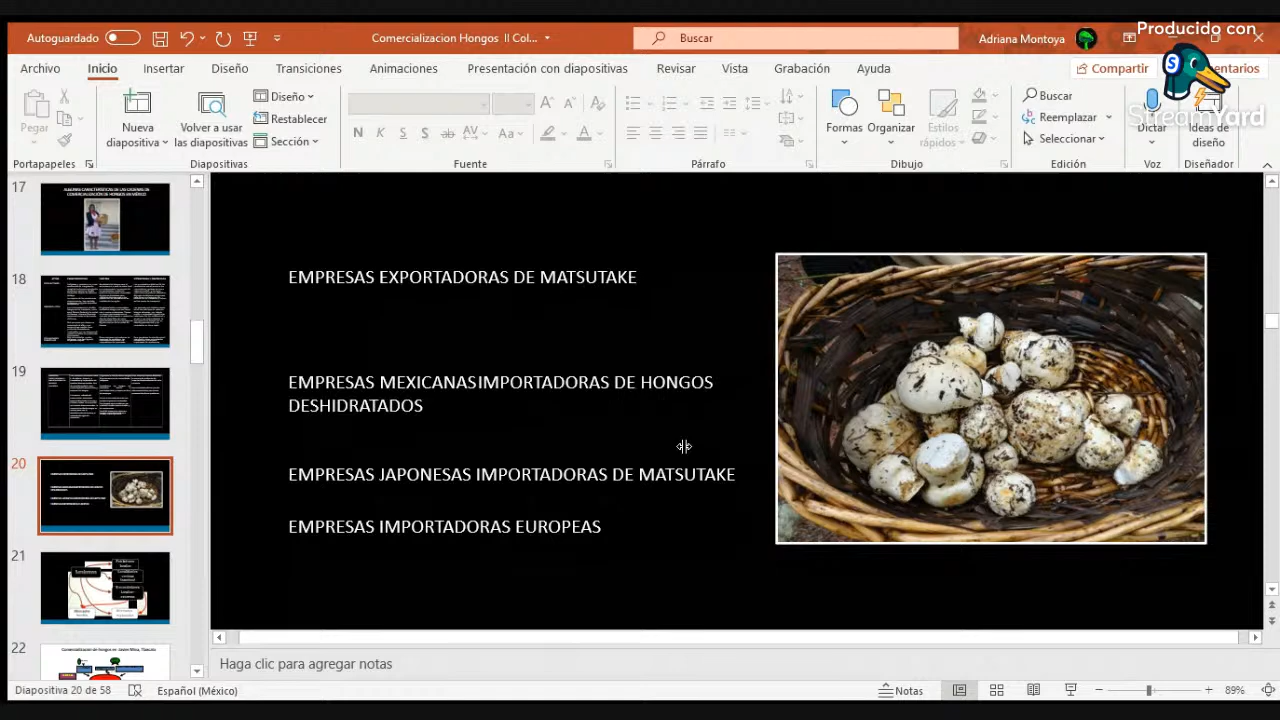 Producido con
StreamYard
Autoguardado
Comercializacion Hongos II Col...
Buscar
Adriana Montoya
Archivo
Inicio
Insertar
Diseño
Transiciones
Animaciones
Presentación con diapositivas
Revisar
Vista
Grabación
Ayuda
Compartir
Pegar
Nueva
diapositiva
Volver a usar
las diapositivas
Diseño
Restablecer
Sección
Formas
Organizar
Estilos
rápidos
Buscar
Reemplazar
Seleccionar
Dictar
Ideas de
diseño
Portapapeles
Diapositivas
Fuente
Párrafo
Dibujo
Edición
Voz
Diseñador
17
18
19
20
21
22
EMPRESAS EXPORTADORAS DE MATSUTAKE
EMPRESAS MEXICANAS IMPORTADORAS DE HONGOS
DESHIDRATADOS
EMPRESAS JAPONESAS IMPORTADORAS DE MATSUTAKE
EMPRESAS IMPORTADORAS EUROPEAS
Haga clic para agregar notas
Diapositiva 20 de 58
Español (México)
Notas
89%